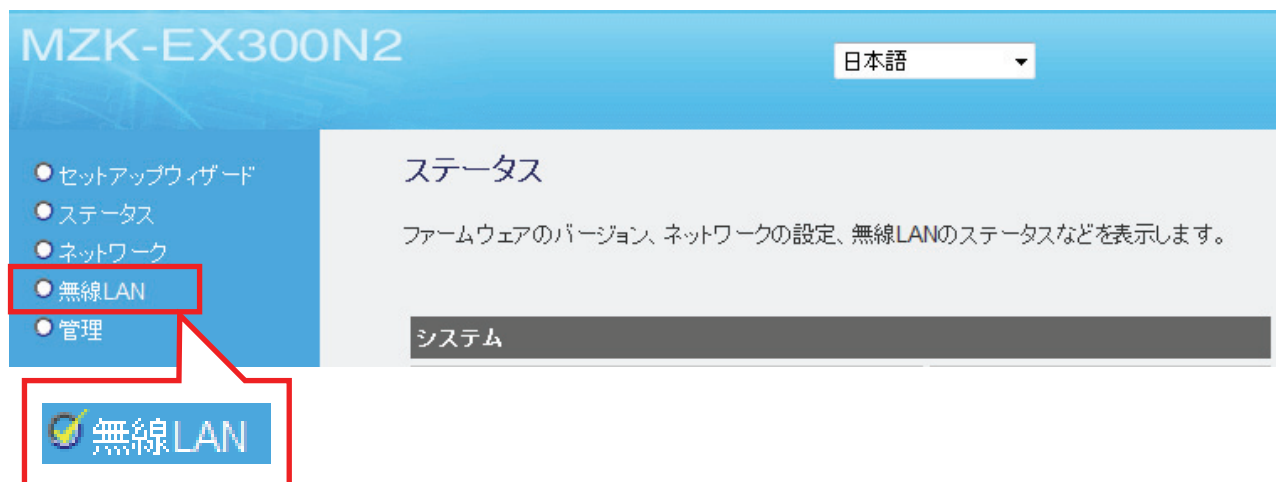 MZK-EX300N2
日本語
セットアップウィザード
ステータス
ネットワーク
無線LAN
管理
ステータス
ファームウェアのバージョン、ネットワークの設定、無線LANのステータスなどを表示します。
システム
無線LAN